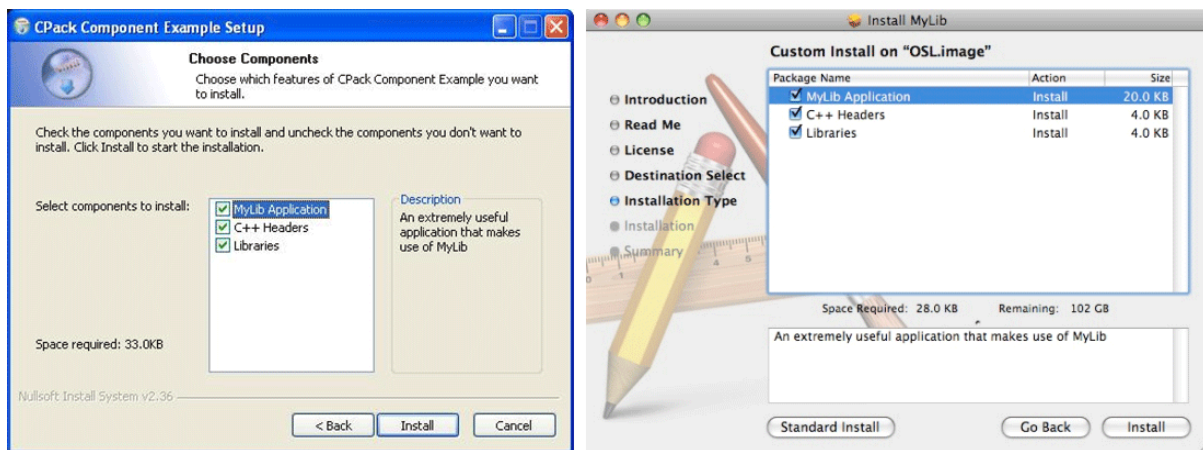 CPack Component Example Setup
Choose Components
Choose which features of CPack Component Example you want
to install.
Check the components you want to install and uncheck the components you don't want to
install. Click Install to start the installation.
Select components to install:
MyLib Application
C++ Headers
Libraries
Description
An extremely useful
application that makes
use of MyLib
Space required: 33.0KB
Nullsoft Install System v2.36
< Back Install Cancel
Install MyLib
Custom Install on "OSL.image"
Introduction
Read Me
License
Destination Select
Installation Type
Installation
Summary
Package Name Action Size
MyLib Application Install 20.0 KB
C++ Headers Install 4.0 KB
Libraries Install 4.0 KB
Space Required: 28.0 KB Remaining: 102 GB
An extremely useful application that makes use of MyLib
Standard Install Go Back Install